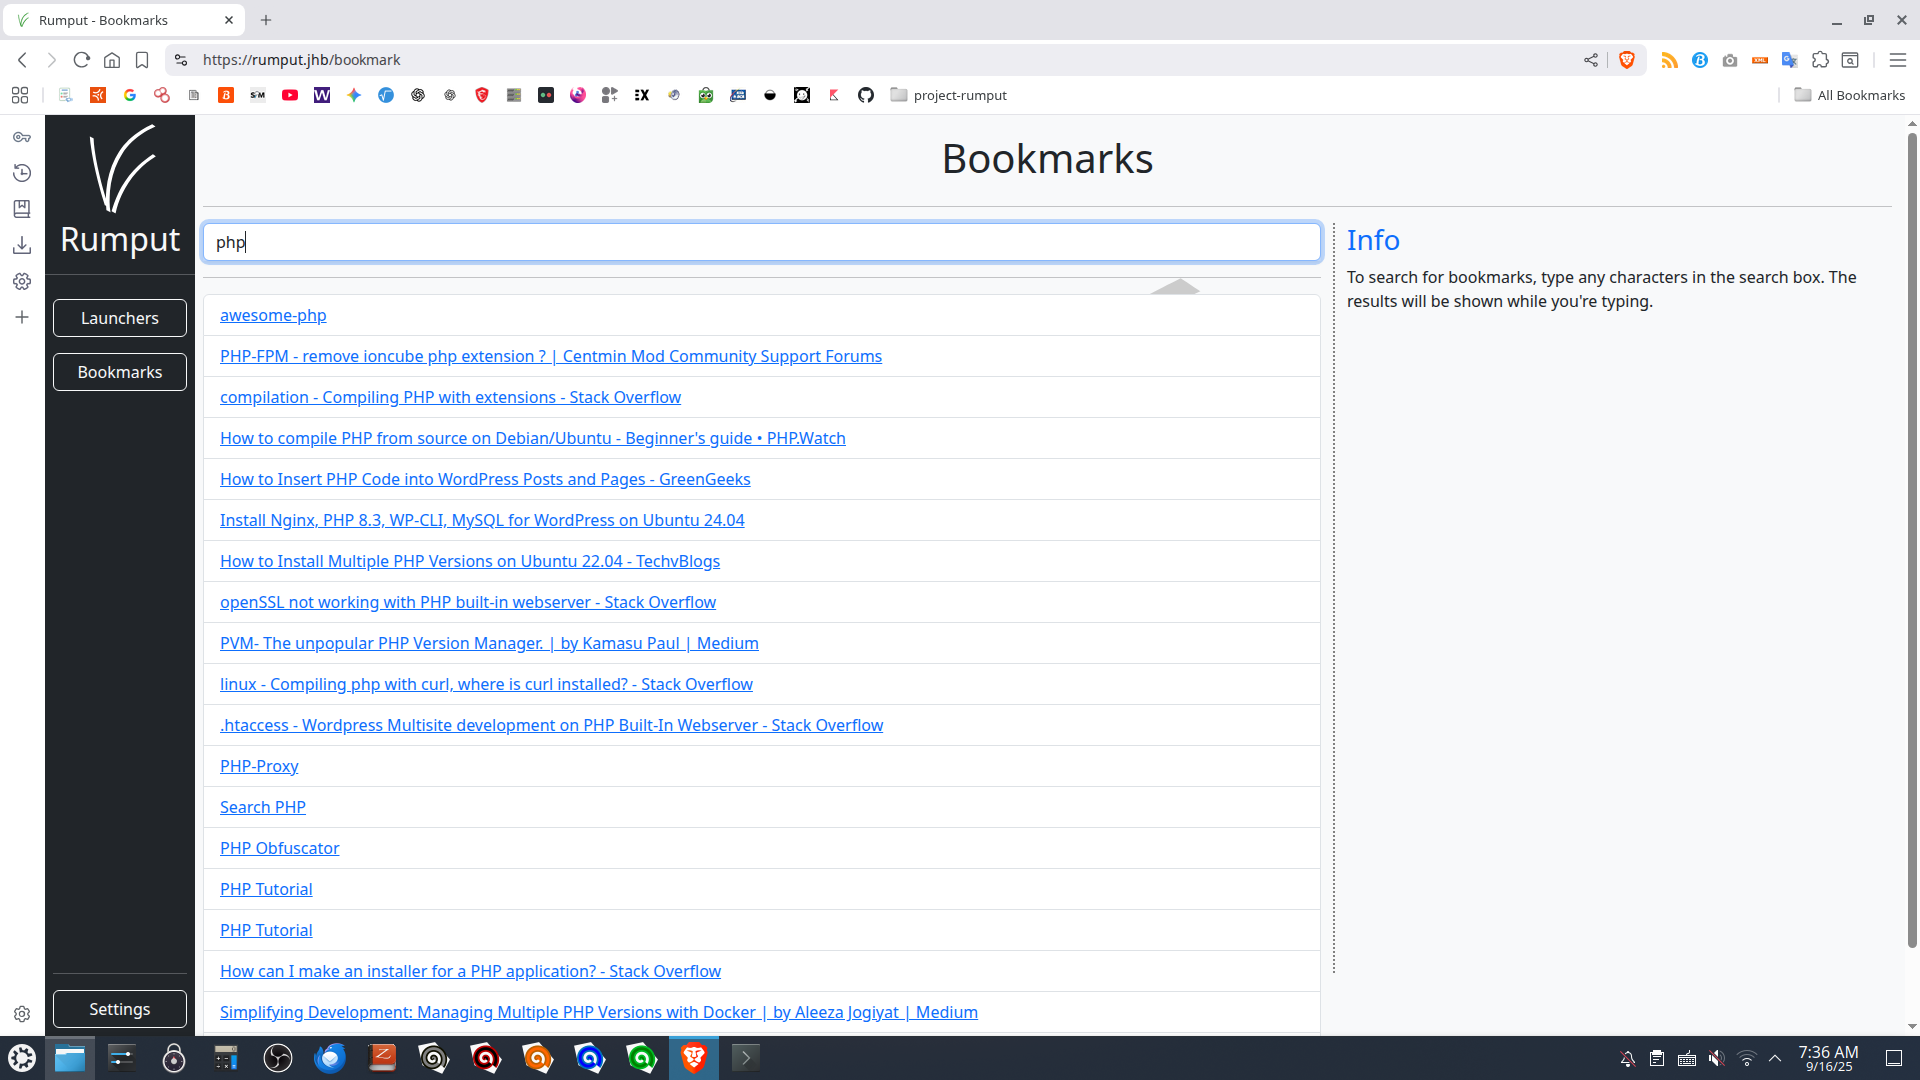 Rumput - Bookmarks
https://rumput.jhb/bookmark
project-rumput
All Bookmarks
Rumput
Launchers
Bookmarks
Settings
Bookmarks
php
awesome-php
PHP-FPM - remove ioncube php extension ? | Centmin Mod Community Support Forums
compilation - Compiling PHP with extensions - Stack Overflow
How to compile PHP from source on Debian/Ubuntu - Beginner's guide • PHP.Watch
How to Insert PHP Code into WordPress Posts and Pages - GreenGeeks
Install Nginx, PHP 8.3, WP-CLI, MySQL for WordPress on Ubuntu 24.04
How to Install Multiple PHP Versions on Ubuntu 22.04 - TechvBlogs
openSSL not working with PHP built-in webserver - Stack Overflow
PVM- The unpopular PHP Version Manager. | by Kamasu Paul | Medium
linux - Compiling php with curl, where is curl installed? - Stack Overflow
.htaccess - Wordpress Multisite development on PHP Built-In Webserver - Stack Overflow
PHP-Proxy
Search PHP
PHP Obfuscator
PHP Tutorial
PHP Tutorial
How can I make an installer for a PHP application? - Stack Overflow
Simplifying Development: Managing Multiple PHP Versions with Docker | by Aleeza Jogiyat | Medium
Info
To search for bookmarks, type any characters in the search box. The
results will be shown while you're typing.
7:36 AM
9/16/25